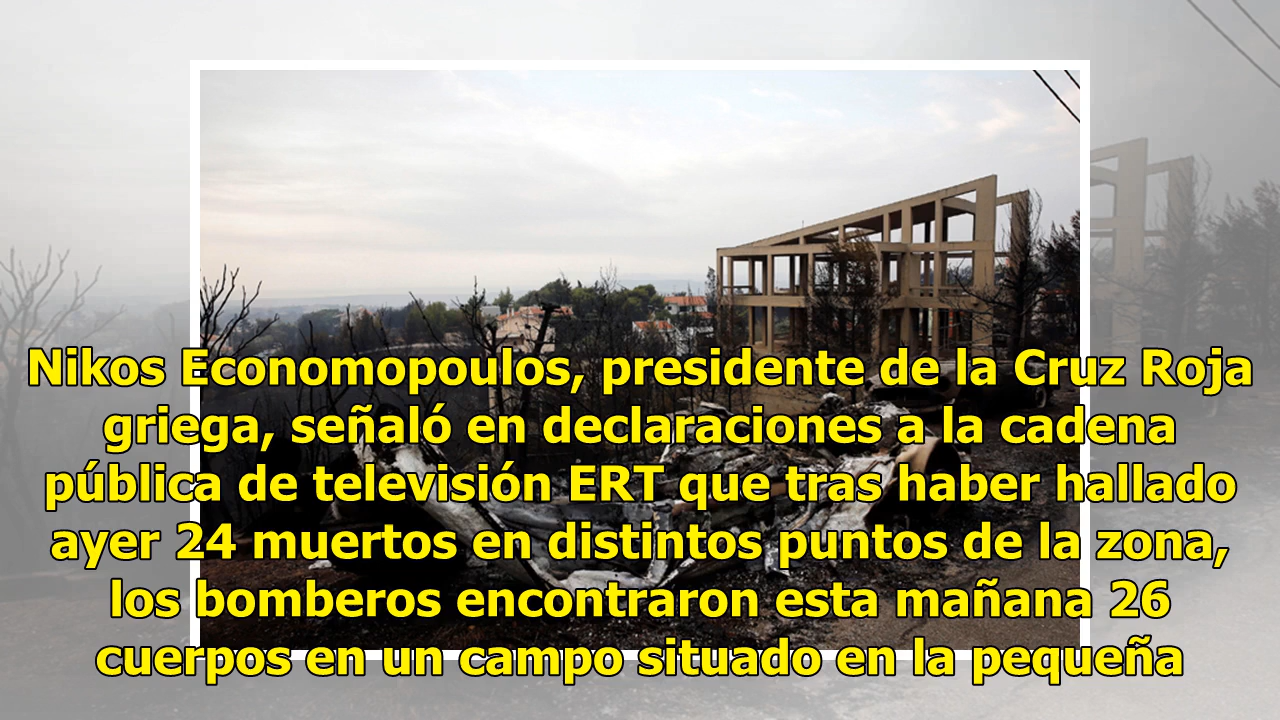 Nikos Economopoulos, presidente de la Cruz Roja
griega, señaló en declaraciones a la cadena
pública de televisión ERT que tras haber hallado
ayer 24 muertos en distintos puntos de la zona,
los bomberos encontraron esta mañana 26
cuerpos en un campo situado en la pequeña